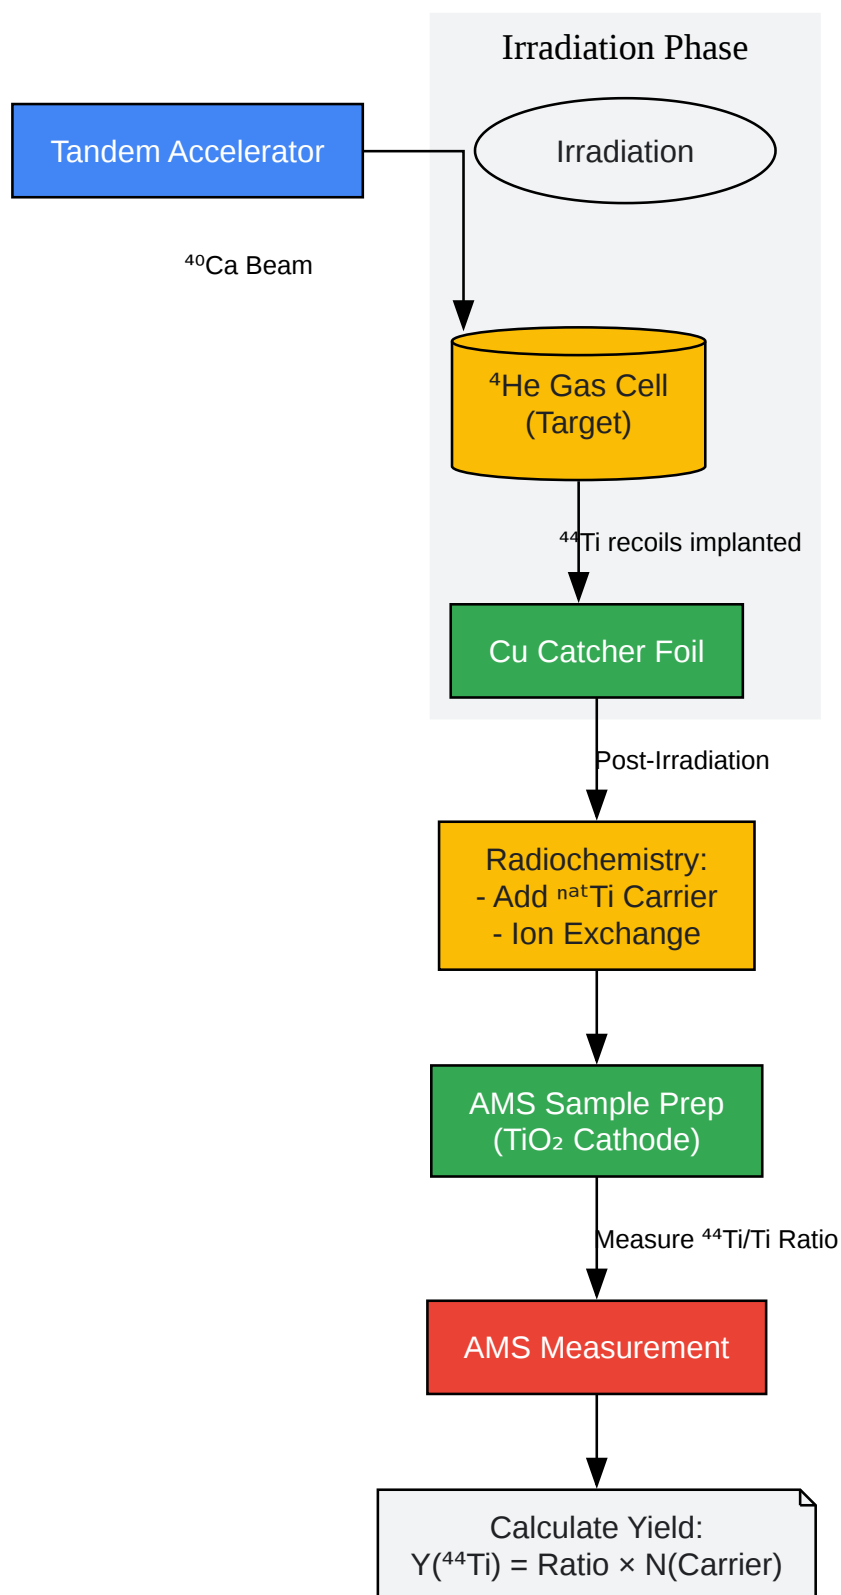 Irradiation Phase
Tandem Accelerator
Irradiation
⁴⁰Ca Beam
⁴He Gas Cell
(Target)
⁴⁴Ti recoils implanted
Cu Catcher Foil
Post-Irradiation
Radiochemistry:
- Add ⁿᵃᵗTi Carrier
- Ion Exchange
AMS Sample Prep
(TiO₂ Cathode)
Measure ⁴⁴Ti/Ti Ratio
AMS Measurement
Calculate Yield:
Y(⁴⁴Ti) = Ratio × N(Carrier)